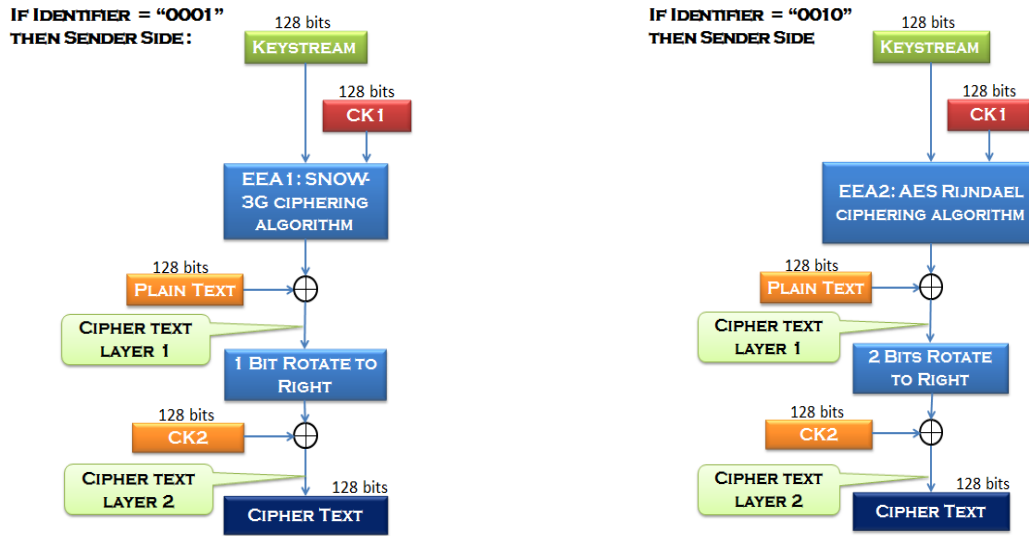 IF IDENTIFIER = “0001”
THEN SENDER SIDE:
128 bits
KEYSTREAM
128 bits
CK1
EEA1: SNOW-
3G CIPHERING
ALGORITHM
128 bits
PLAIN TEXT
CIPHER TEXT
LAYER 1
1 BIT ROTATE TO
RIGHT
128 bits
CK2
CIPHER TEXT
LAYER 2
128 bits
CIPHER TEXT
IF IDENTIFIER = “0010”
THEN SENDER SIDE
128 bits
KEYSTREAM
128 bits
CK1
EEA2: AES RIJNDAEL
CIPHERING ALGORITHM
128 bits
PLAIN TEXT
CIPHER TEXT
LAYER 1
2 BITS ROTATE
TO RIGHT
128 bits
CK2
CIPHER TEXT
LAYER 2
128 bits
CIPHER TEXT